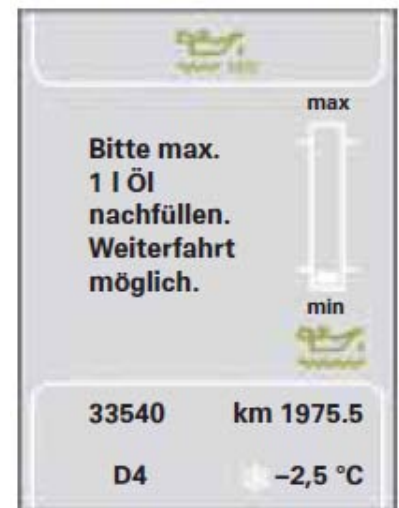 max
Bitte max.
1 l Öl
nachfüllen.
Weiterfahrt
möglich.
min
33540 km 1975.5
D4 –2,5 °C